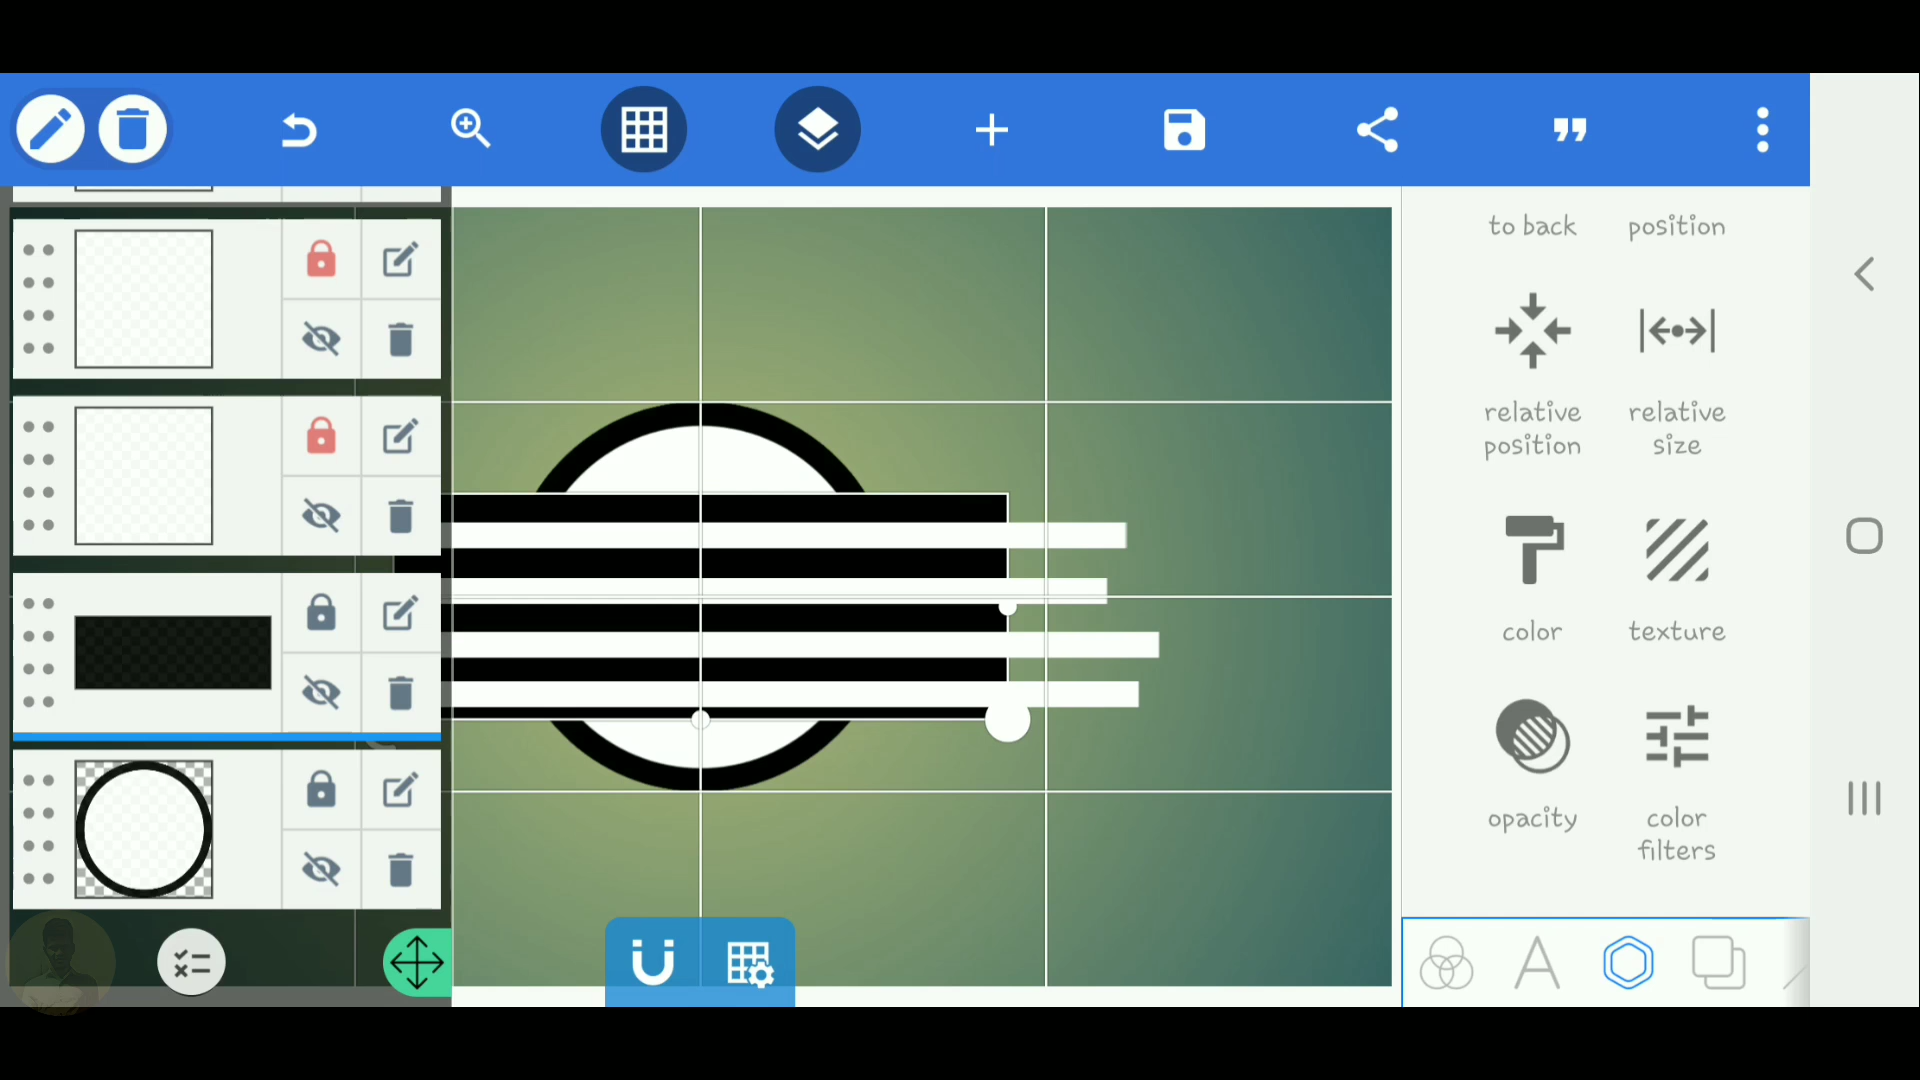 to back
position
relative
position
relative
size
color
texture
opacity
color
filters